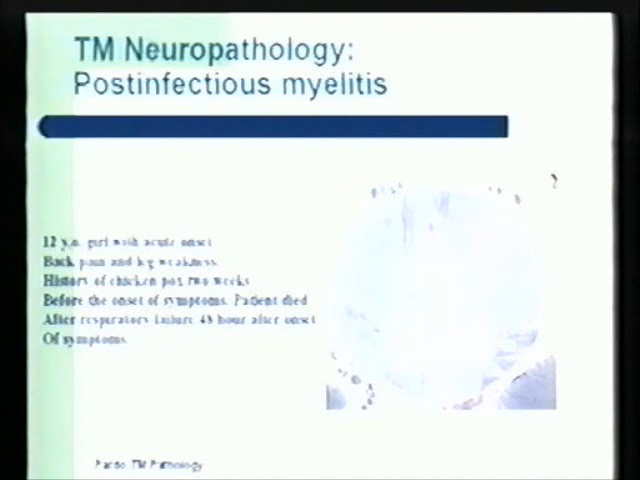 TM Neuropathology:
Postinfectious myelitis
12 y.o. girl with acute onset
Back pain and leg weakness.
History of chicken pox two weeks
Before the onset of symptoms. Patient died
After respiratory failure 48 hour after onset
Of symptoms.
Pardo TM Pathology